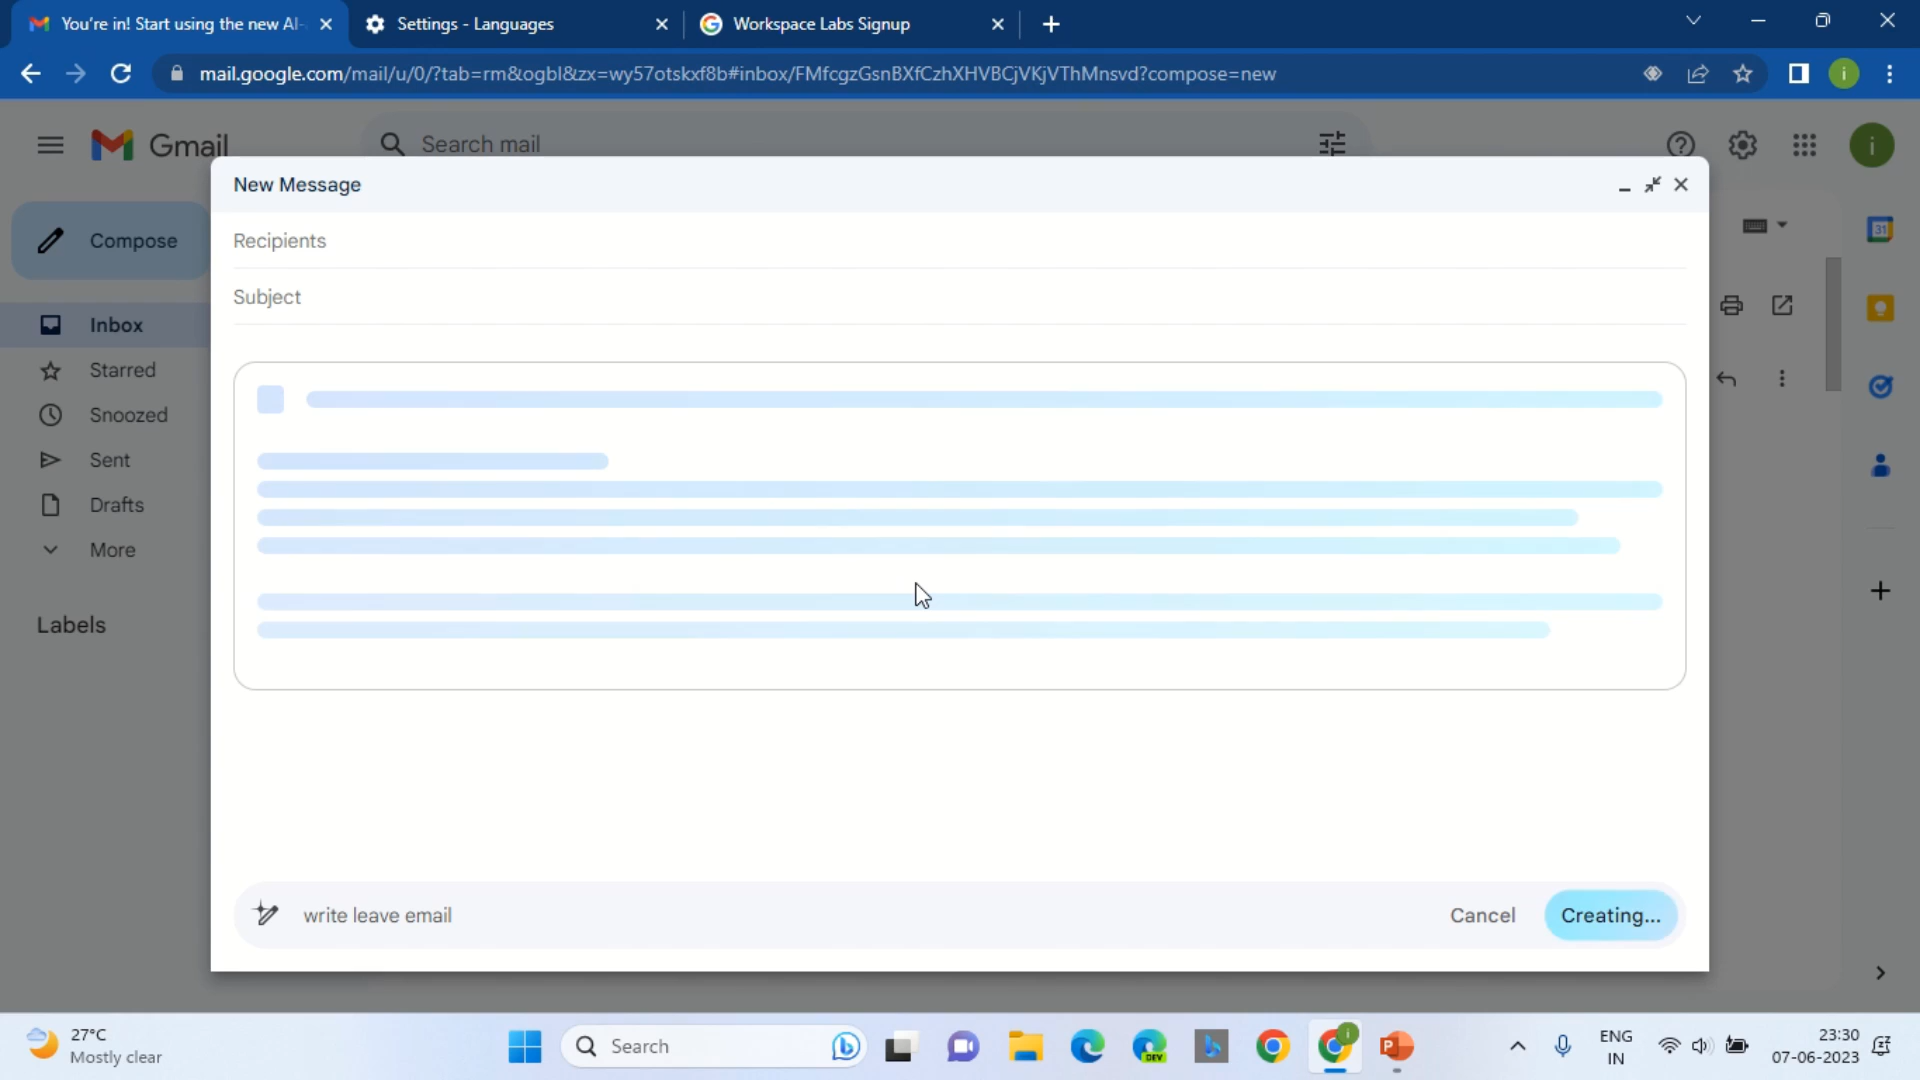 You're in! Start using the new AI-
Settings - Languages
Workspace Labs Signup
mail.google.com/mail/u/0/?tab=rm&ogbl&zx=wy57otskxf8b#inbox/FMfcgzGsnBXfCzhXHVBCjVKjVThMnsvd?compose=new
i
Gmail
Search mail
i
New Message
Compose
Recipients
31
Subject
Inbox
Starred
Snoozed
Sent
Drafts
More
Labels
write leave email
Cancel
Creating...
27°C
Mostly clear
Search
DEV
i
P
ENG
IN
23:30
07-06-2023